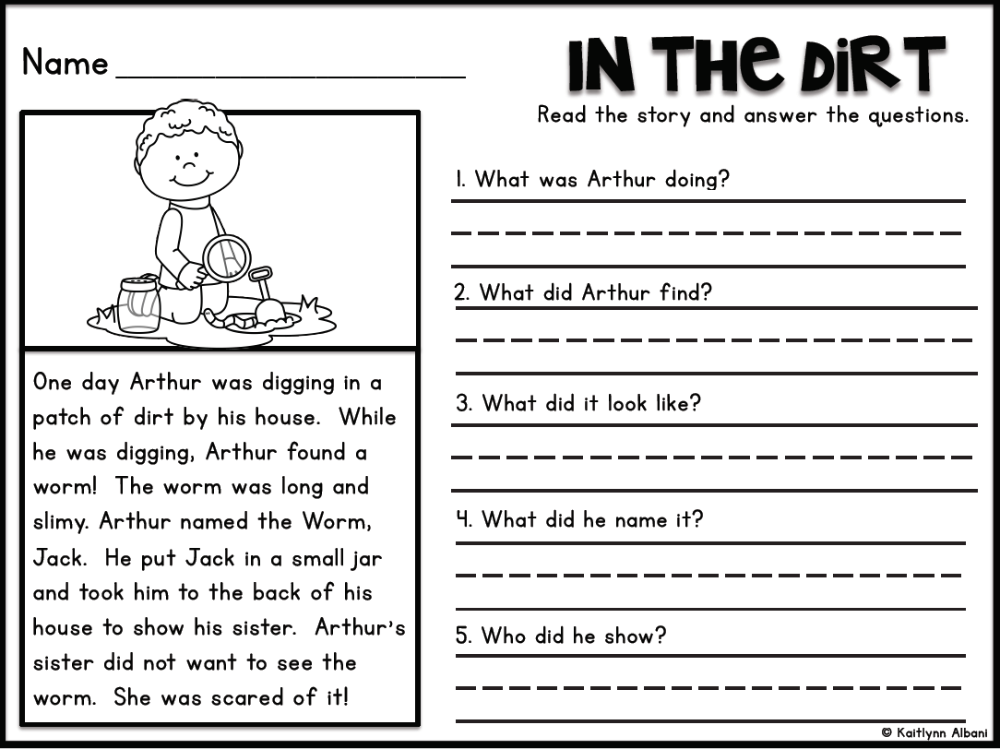 Name
IN THE DiRT
Read the story and answer the questions.
One day Arthur was digging in a
patch of dirt by his house. While
he was digging, Arthur found a
worm! The worm was long and
slimy. Arthur named the Worm,
Jack. He put Jack in a small jar
and took him to the back of his
house to show his sister. Arthur's
sister did not want to see the
worm. She was scared of it!
1. What was Arthur doing?
2. What did Arthur find?
3. What did it look like?
4. What did he name it?
5. Who did he show?
© Kaitlynn Albani